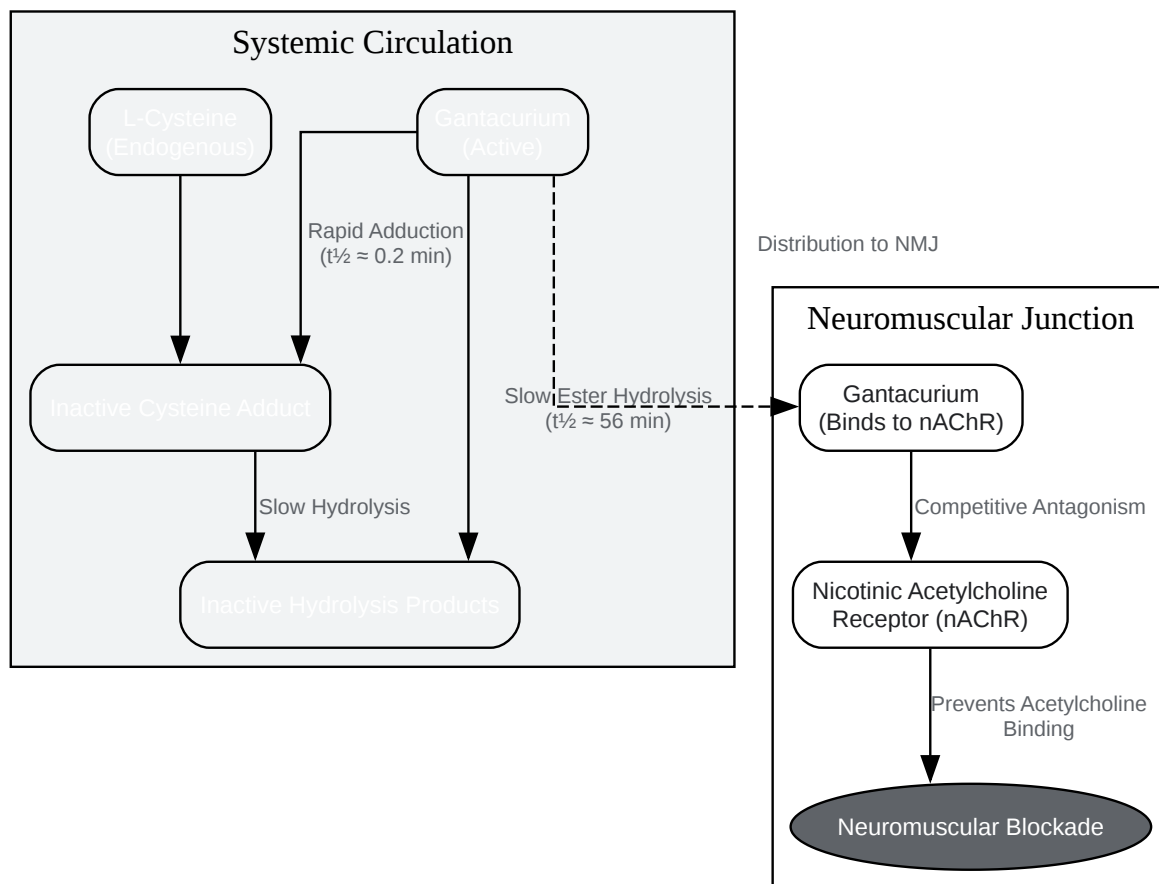 Systemic Circulation
L-Cysteine
(Endogenous)
Gantacurium
(Active)
Rapid Adduction
(t½ ≈ 0.2 min)
Distribution to NMJ
Neuromuscular Junction
Inactive Cysteine Adduct
Slow Ester Hydrolysis
(t½ ≈ 56 min)
Gantacurium
(Binds to nAChR)
Slow Hydrolysis
Competitive Antagonism
Inactive Hydrolysis Products
Nicotinic Acetylcholine
Receptor (nAChR)
Prevents Acetylcholine
Binding
Neuromuscular Blockade